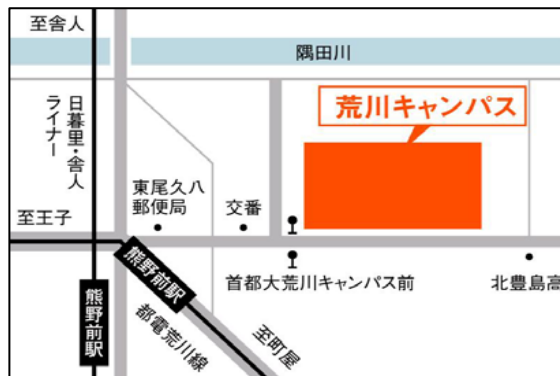 至舎人
隅田川
日暮里・舎人
ライナー
荒川キャンパス
東尾久八
郵便局
交番
至王子
熊野前駅
首都大荒川キャンパス前
北豊島高
熊野前駅
都電荒川線
至町屋